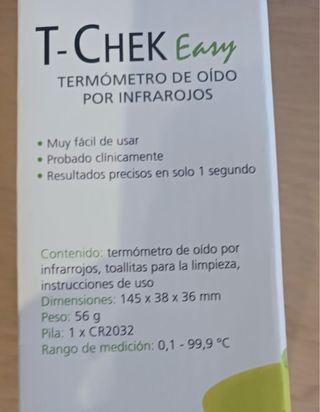 T-CHEK Easy
TERMÓMETRO DE OÍDO
POR INFRAROJOS
• Muy fácil de usar
• Probado clínicamente
• Resultados precisos en solo 1 segundo
Contenido: termómetro de oído por
infrarrojos, toallitas para la limpieza,
instrucciones de uso
Dimensiones: 145 x 38 x 36 mm
Peso: 56 g
Pila: 1 x CR2032
Rango de medición: 0,1 - 99,9 °C